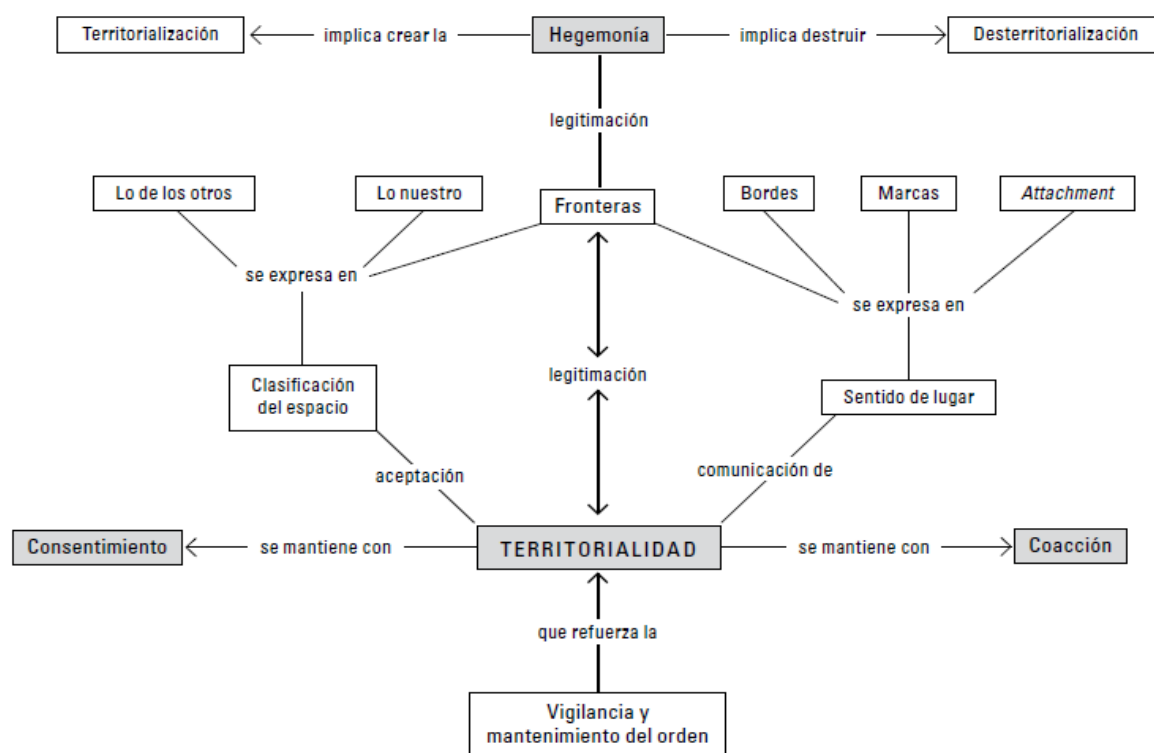 Territorialización
implica crear la
Hegemonía
implica destruir
Desterritorialización
legitimación
Lo de los otros
Lo nuestro
Fronteras
Bordes
Marcas
Attachment
se expresa en
se expresa en
Clasificación
del espacio
legitimación
Sentido de lugar
aceptación
comunicación de
Consentimiento
se mantiene con
TERRITORIALIDAD
se mantiene con
Coacción
que refuerza la
Vigilancia y
mantenimiento del orden